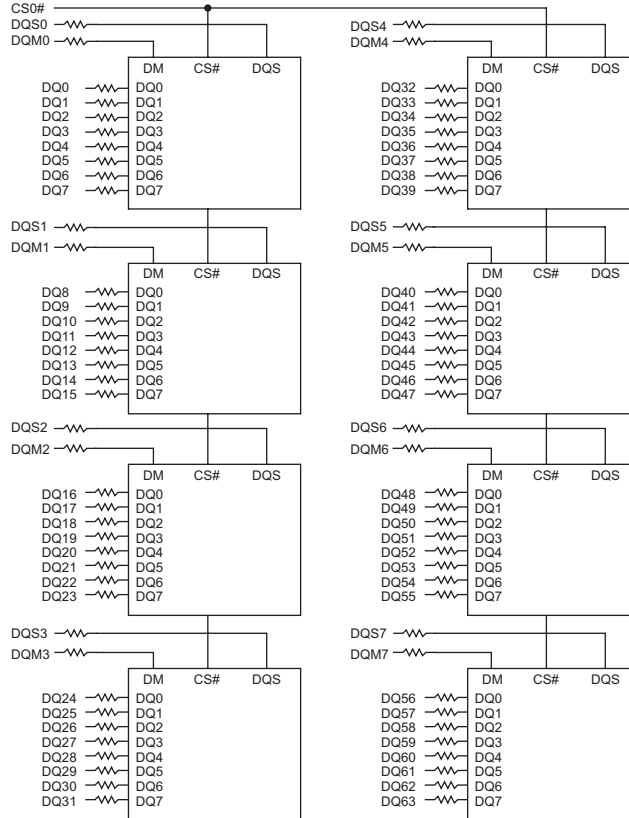 CS0#
DQS0
DQM0
DM CS# DQS
DQ0 DQ0
DQ1 DQ1
DQ2 DQ2
DQ3 DQ3
DQ4 DQ4
DQ5 DQ5
DQ6 DQ6
DQ7 DQ7
DQS1
DQM1
DM CS# DQS
DQ8 DQ0
DQ9 DQ1
DQ10 DQ2
DQ11 DQ3
DQ12 DQ4
DQ13 DQ5
DQ14 DQ6
DQ15 DQ7
DQS2
DQM2
DM CS# DQS
DQ16 DQ0
DQ17 DQ1
DQ18 DQ2
DQ19 DQ3
DQ20 DQ4
DQ21 DQ5
DQ22 DQ6
DQ23 DQ7
DQS3
DQM3
DM CS# DQS
DQ24 DQ0
DQ25 DQ1
DQ26 DQ2
DQ27 DQ3
DQ28 DQ4
DQ29 DQ5
DQ30 DQ6
DQ31 DQ7
DQS4
DQM4
DM CS# DQS
DQ32 DQ0
DQ33 DQ1
DQ34 DQ2
DQ35 DQ3
DQ36 DQ4
DQ37 DQ5
DQ38 DQ6
DQ39 DQ7
DQS5
DQM5
DM CS# DQS
DQ40 DQ0
DQ41 DQ1
DQ42 DQ2
DQ43 DQ3
DQ44 DQ4
DQ45 DQ5
DQ46 DQ6
DQ47 DQ7
DQS6
DQM6
DM CS# DQS
DQ48 DQ0
DQ49 DQ1
DQ50 DQ2
DQ51 DQ3
DQ52 DQ4
DQ53 DQ5
DQ54 DQ6
DQ55 DQ7
DQS7
DQM7
DM CS# DQS
DQ56 DQ0
DQ57 DQ1
DQ58 DQ2
DQ59 DQ3
DQ60 DQ4
DQ61 DQ5
DQ62 DQ6
DQ63 DQ7